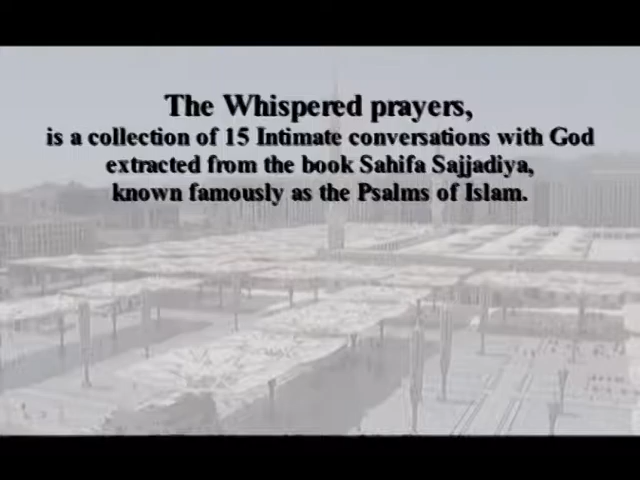 The Whispered prayers,
is a collection of 15 Intimate conversations with God
extracted from the book Sahifa Sajjadiya,
known famously as the Psalms of Islam.